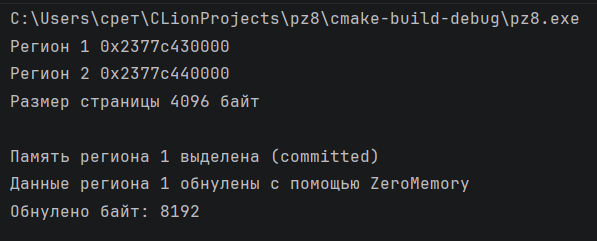 C:\Users\срет\CLionProjects\pz8\cmake-build-debug\pz8.exe
Регион 1 0x2377c430000
Регион 2 0x2377c440000
Размер страницы 4096 байт
Память региона 1 выделена (committed)
Данные региона 1 обнулены с помощью ZeroMemory
Обнулено байт: 8192